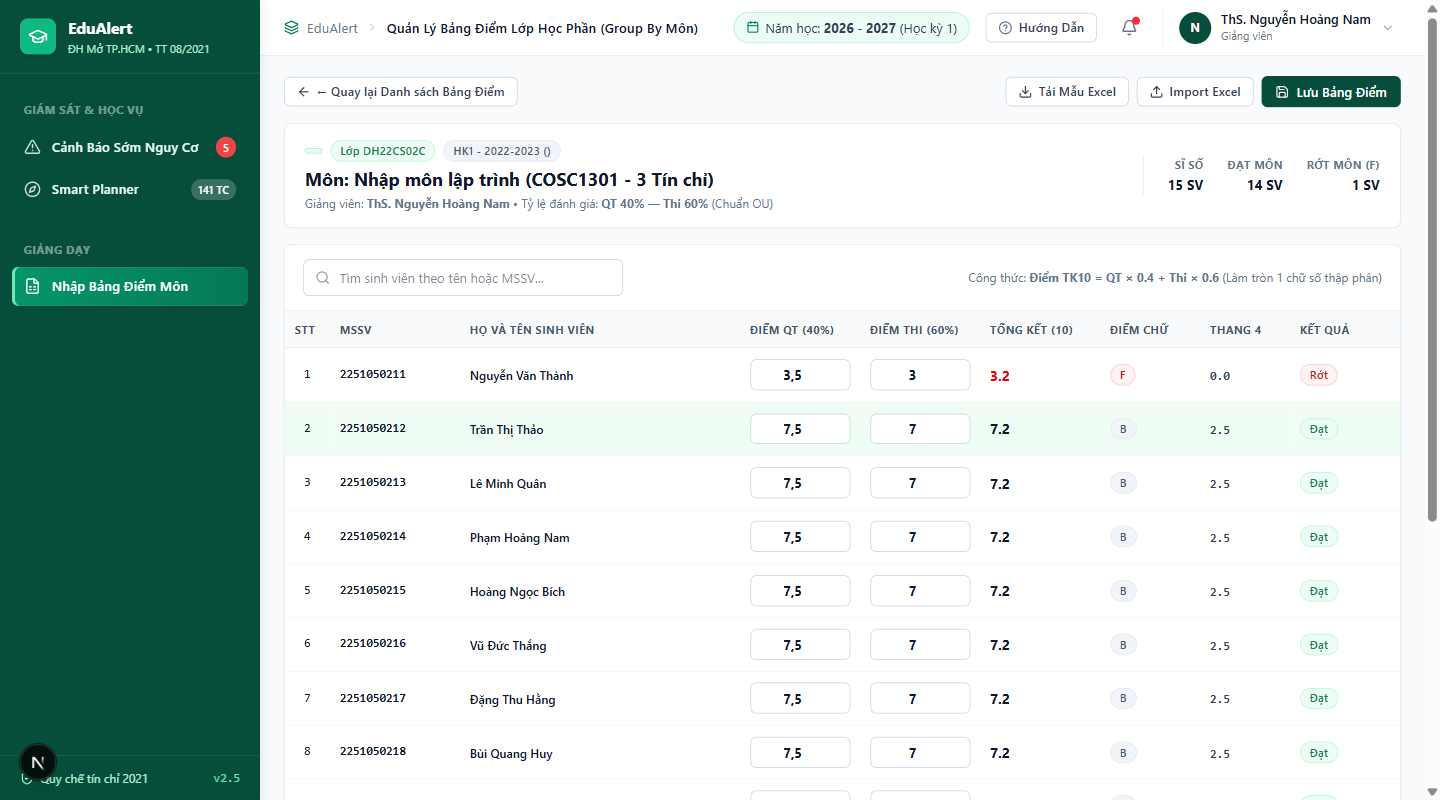 EduAlert
ĐH Mở TP.HCM • TT 08/2021
GIÁM SÁT & HỌC VỤ
Cảnh Báo Sớm Nguy Cơ 5
Smart Planner 141 TC
GIẢNG DẠY
Nhập Bảng Điểm Môn
N
Quy chế tín chỉ 2021 v2.5
EduAlert Quản Lý Bảng Điểm Lớp Học Phần (Group By Môn) Năm học: 2026 - 2027 (Học kỳ 1) Hướng Dẫn N ThS. Nguyễn Hoàng Nam
Giảng viên
← ← Quay lại Danh sách Bảng Điểm Tải Mẫu Excel Import Excel Lưu Bảng Điểm
Lớp DH22CS02C HK1 - 2022-2023 ()
Môn: Nhập môn lập trình (COSC1301 - 3 Tín chỉ)
Giảng viên: ThS. Nguyễn Hoàng Nam • Tỷ lệ đánh giá: QT 40% — Thi 60% (Chuẩn OU)
SĨ SỐ ĐẠT MÔN RỚT MÔN (F)
15 SV 14 SV 1 SV
Tìm sinh viên theo tên hoặc MSSV... Công thức: Điểm TK10 = QT × 0.4 + Thi × 0.6 (Làm tròn 1 chữ số thập phân)
STT MSSV HỌ VÀ TÊN SINH VIÊN ĐIỂM QT (40%) ĐIỂM THI (60%) TỔNG KẾT (10) ĐIỂM CHỮ THANG 4 KẾT QUẢ
1 2251050211 Nguyễn Văn Thành 3,5 3 3.2 F 0.0 Rớt
2 2251050212 Trần Thị Thảo 7,5 7 7.2 B 2.5 Đạt
3 2251050213 Lê Minh Quân 7,5 7 7.2 B 2.5 Đạt
4 2251050214 Phạm Hoàng Nam 7,5 7 7.2 B 2.5 Đạt
5 2251050215 Hoàng Ngọc Bích 7,5 7 7.2 B 2.5 Đạt
6 2251050216 Vũ Đức Thắng 7,5 7 7.2 B 2.5 Đạt
7 2251050217 Đặng Thu Hằng 7,5 7 7.2 B 2.5 Đạt
8 2251050218 Bùi Quang Huy 7,5 7 7.2 B 2.5 Đạt